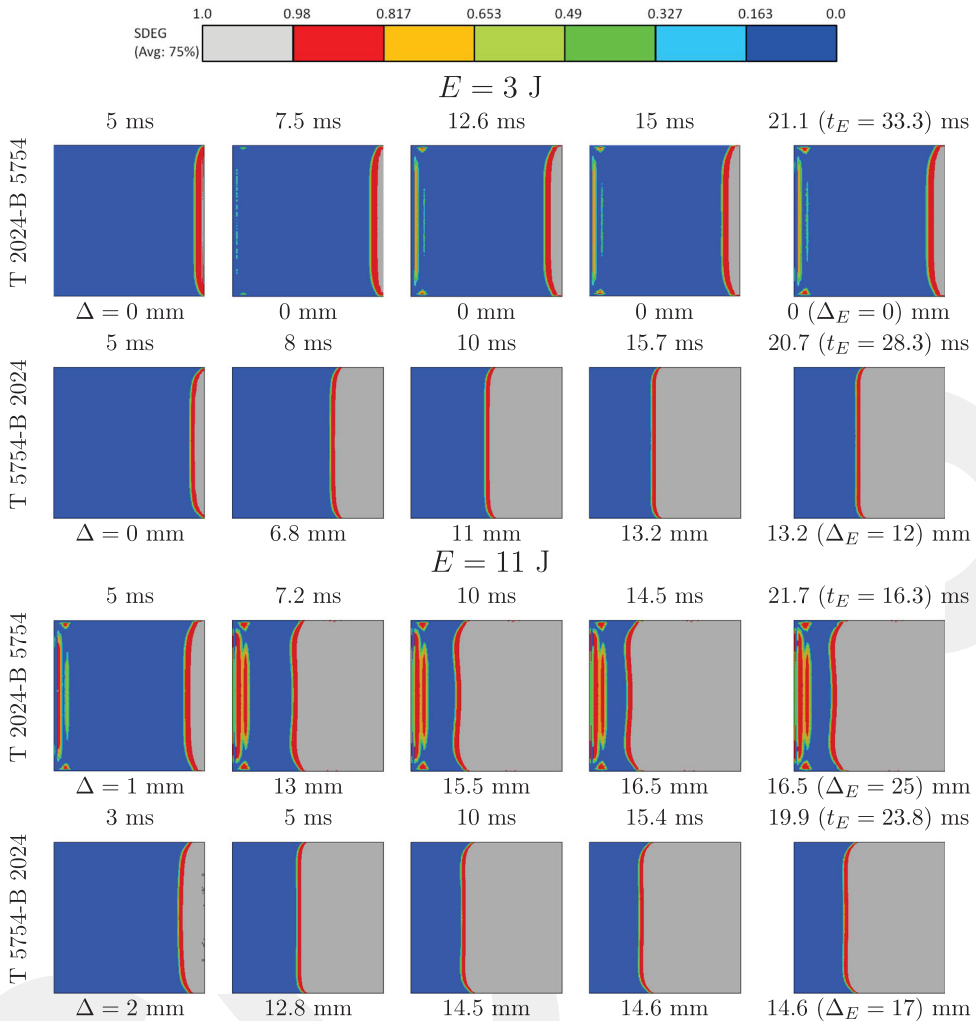 1.0 0.98 0.817 0.653 0.49 0.327 0.163 0.0
SDEG
(Avg: 75%)
E = 3 J
T 2024-B 5754
5 ms 7.5 ms 12.6 ms 15 ms 21.1 (t_E = 33.3) ms
Δ = 0 mm 0 mm 0 mm 0 mm 0 (Δ_E = 0) mm
T 5754-B 2024
5 ms 8 ms 10 ms 15.7 ms 20.7 (t_E = 28.3) ms
Δ = 0 mm 6.8 mm 11 mm 13.2 mm 13.2 (Δ_E = 12) mm
E = 11 J
T 2024-B 5754
5 ms 7.2 ms 10 ms 14.5 ms 21.7 (t_E = 16.3) ms
Δ = 1 mm 13 mm 15.5 mm 16.5 mm 16.5 (Δ_E = 25) mm
T 5754-B 2024
3 ms 5 ms 10 ms 15.4 ms 19.9 (t_E = 23.8) ms
Δ = 2 mm 12.8 mm 14.5 mm 14.6 mm 14.6 (Δ_E = 17) mm